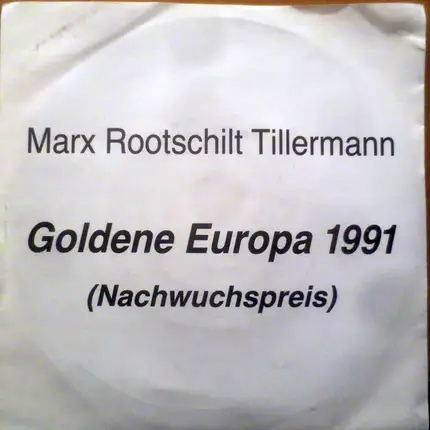 Marx Rootschilt Tillermann
Goldene Europa 1991
(Nachwuchspreis)